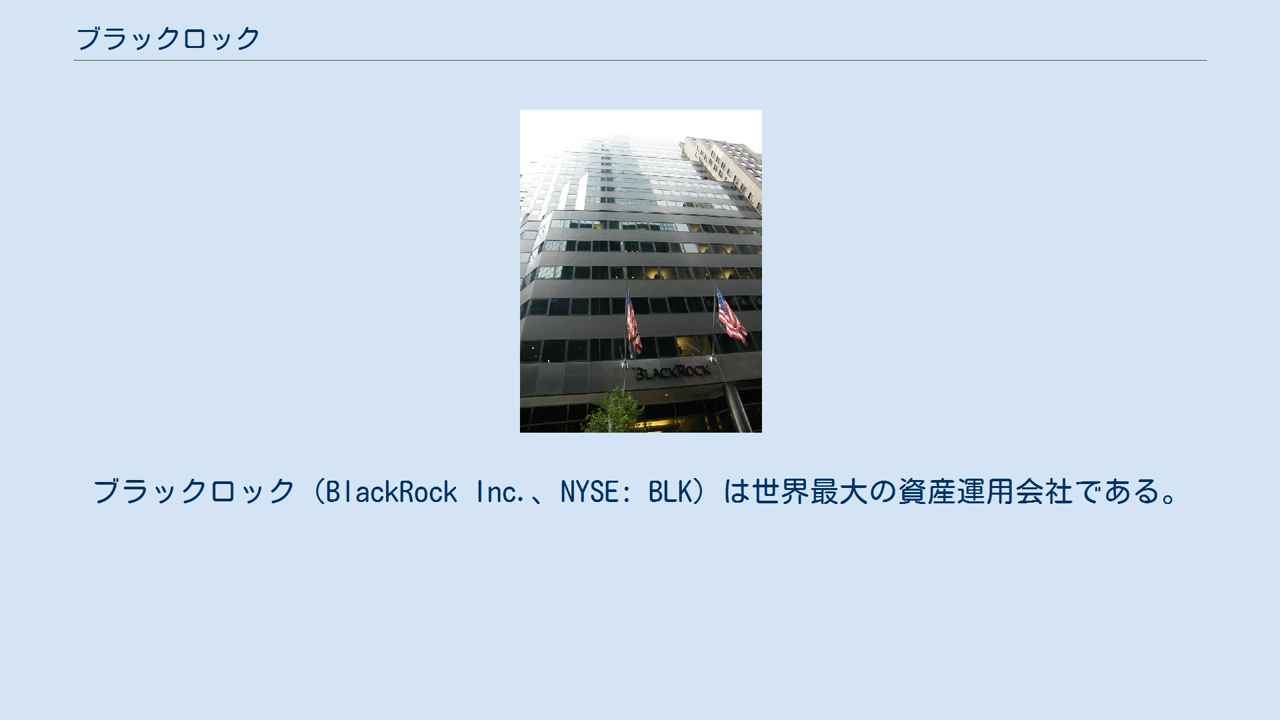 ブラックロック
BLACKROCK
ブラックロック（BlackRock Inc.、NYSE: BLK）は世界最大の資産運用会社である。